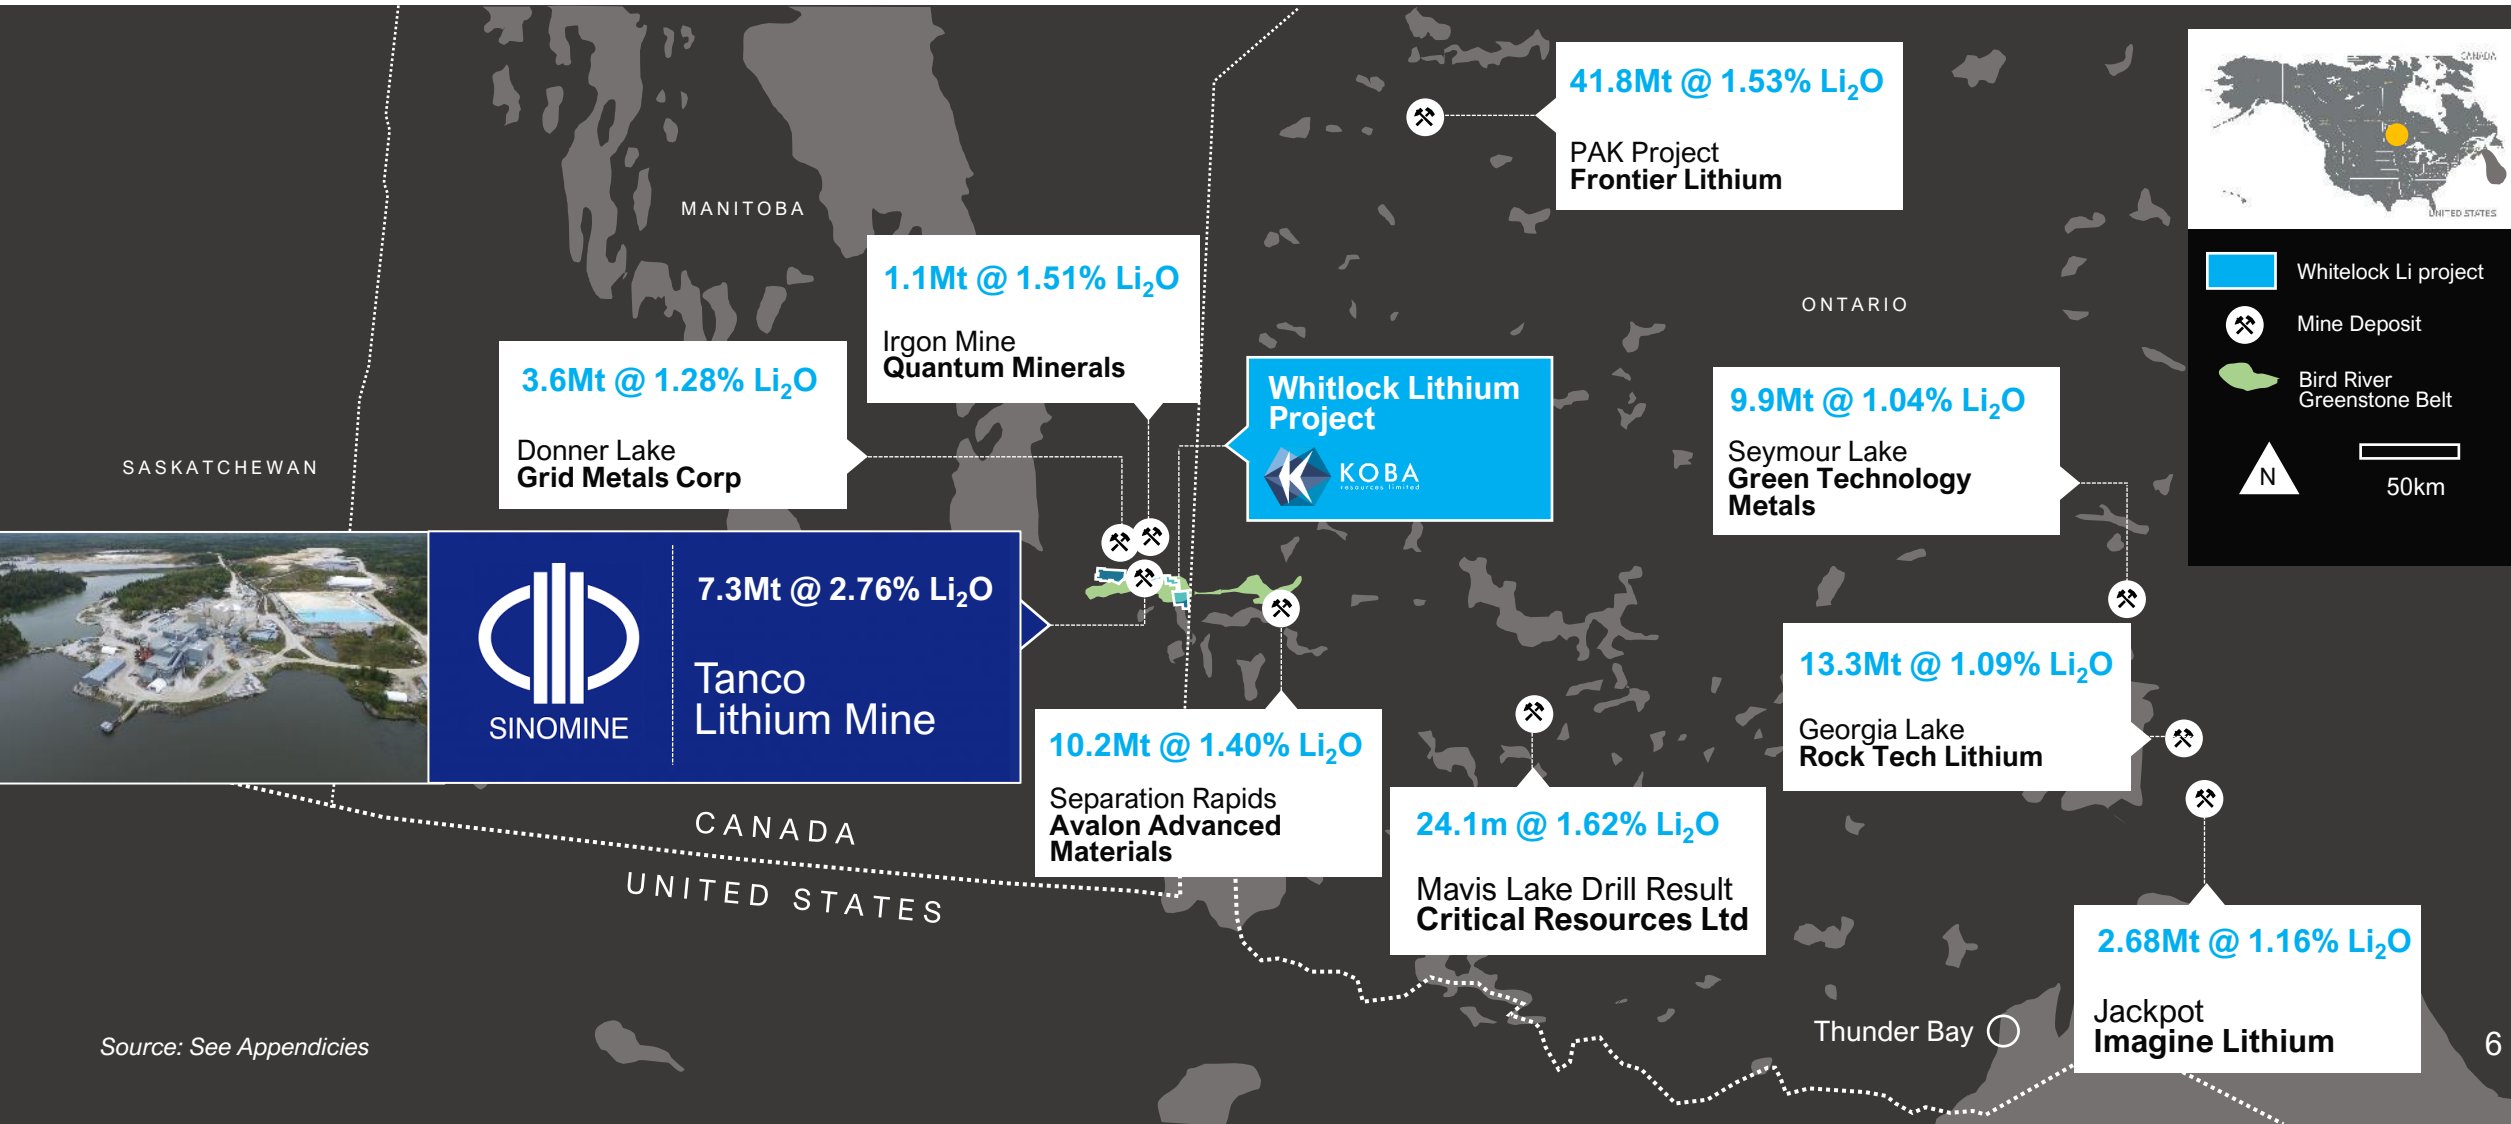 CANADA
UNITED STATES
41.8Mt @ 1.53% Li₂O
PAK Project
Frontier Lithium
MANITOBA
1.1Mt @ 1.51% Li₂O
Irgon Mine
Quantum Minerals
ONTARIO
Whitelock Li project
Mine Deposit
Bird River
Greenstone Belt
N
50km
3.6Mt @ 1.28% Li₂O
Donner Lake
Grid Metals Corp
Whitlock Lithium
Project
KOBA
resources limited
9.9Mt @ 1.04% Li₂O
Seymour Lake
Green Technology
Metals
SASKATCHEWAN
SINOMINE
7.3Mt @ 2.76% Li₂O
Tanco
Lithium Mine
13.3Mt @ 1.09% Li₂O
Georgia Lake
Rock Tech Lithium
10.2Mt @ 1.40% Li₂O
Separation Rapids
Avalon Advanced
Materials
24.1m @ 1.62% Li₂O
Mavis Lake Drill Result
Critical Resources Ltd
CANADA
UNITED STATES
2.68Mt @ 1.16% Li₂O
Jackpot
Imagine Lithium
Thunder Bay
Source: See Appendicies
6